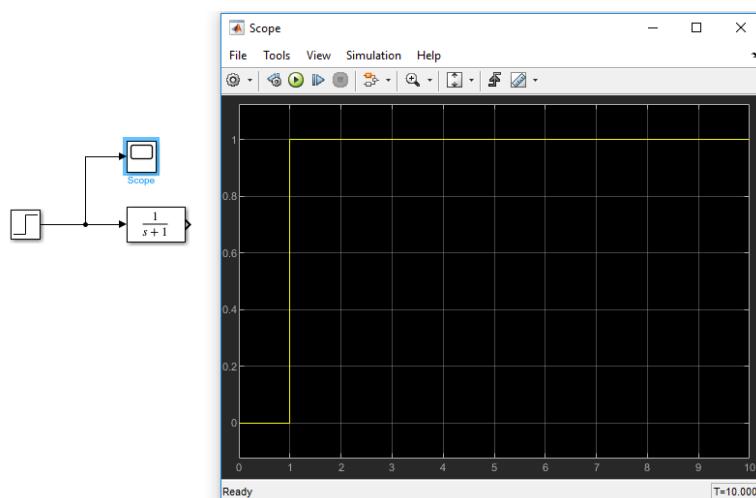 Scope
File Tools View Simulation Help
1
0.8
0.6
0.4
0.2
0
0 1 2 3 4 5 6 7 8 9 10
Ready T=10.000
Scope
1
s + 1